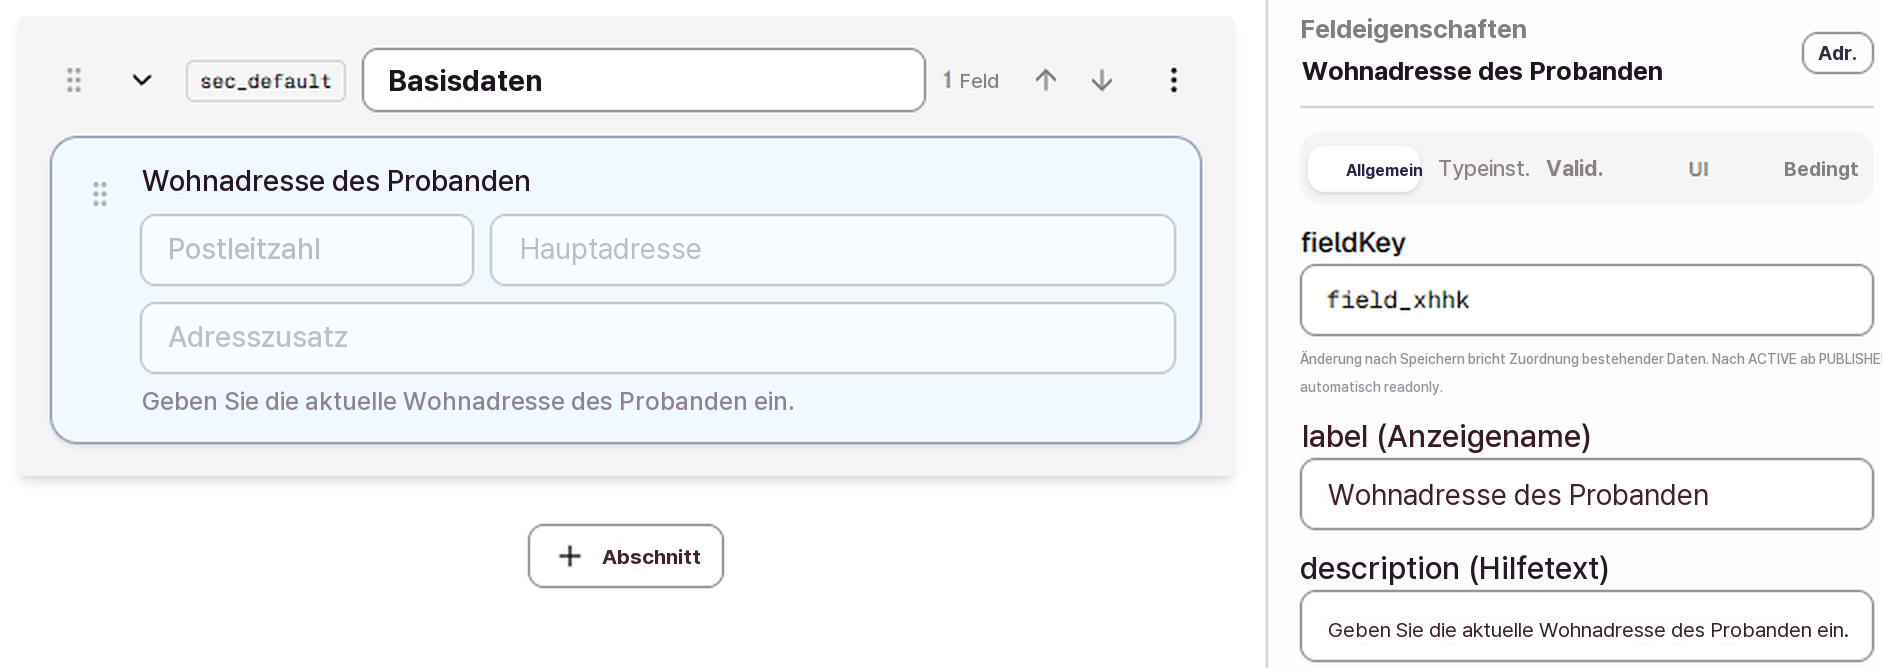 sec_default
Basisdaten
1 Feld
Wohnadresse des Probanden
Postleitzahl
Hauptadresse
Adresszusatz
Geben Sie die aktuelle Wohnadresse des Probanden ein.
Abschnitt
Feldeigenschaften
Wohnadresse des Probanden
Adr.
Allgemein Typeinst. Valid. UI Bedingt
fieldKey
field_xhhk
Änderung nach Speichern bricht Zuordnung bestehender Daten. Nach ACTIVE ab
automatisch readonly.
label (Anzeigename)
Wohnadresse des Probanden
description (Hilfetext)
Geben Sie die aktuelle Wohnadresse des Probanden ein.